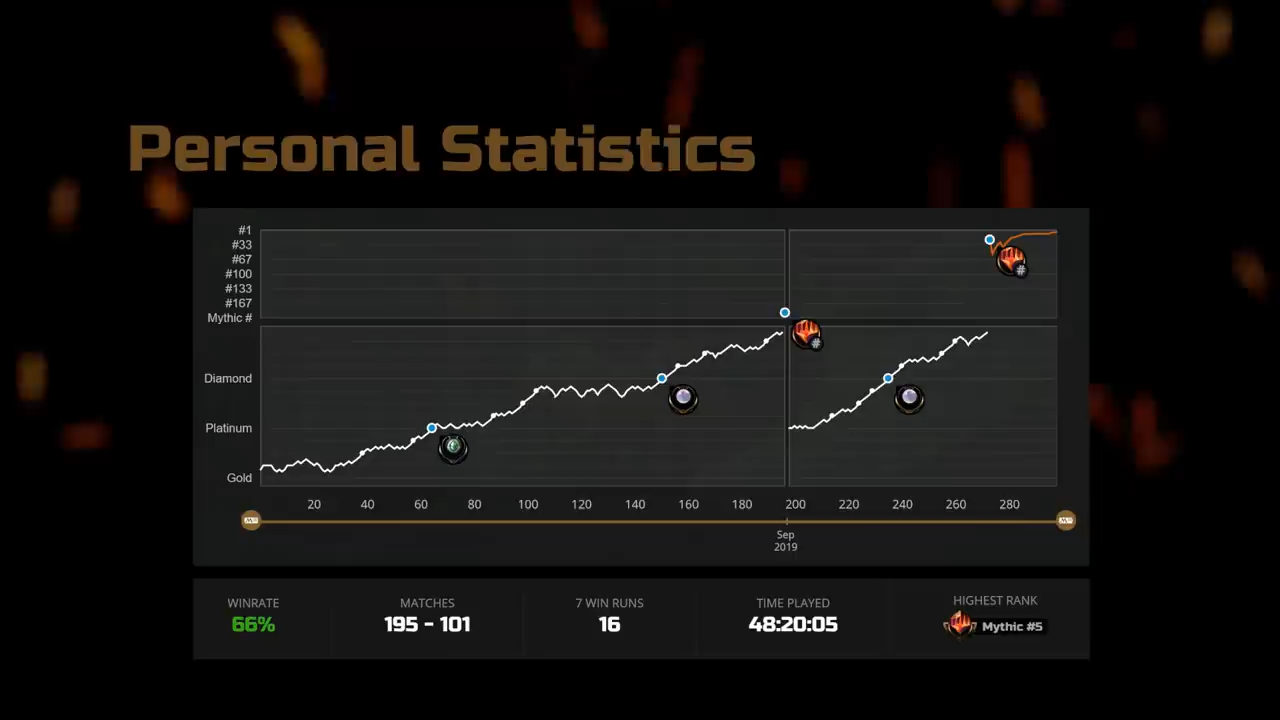 Personal Statistics
#1
#33
#67
#100
#133
#167
Mythic #
Diamond
Platinum
Gold
20 40 60 80 100 120 140 160 180 200 220 240 260 280
Sep
2019
WINRATE MATCHES 7 WIN RUNS TIME PLAYED HIGHEST RANK
66% 195 - 101 16 48:20:05 Mythic #5